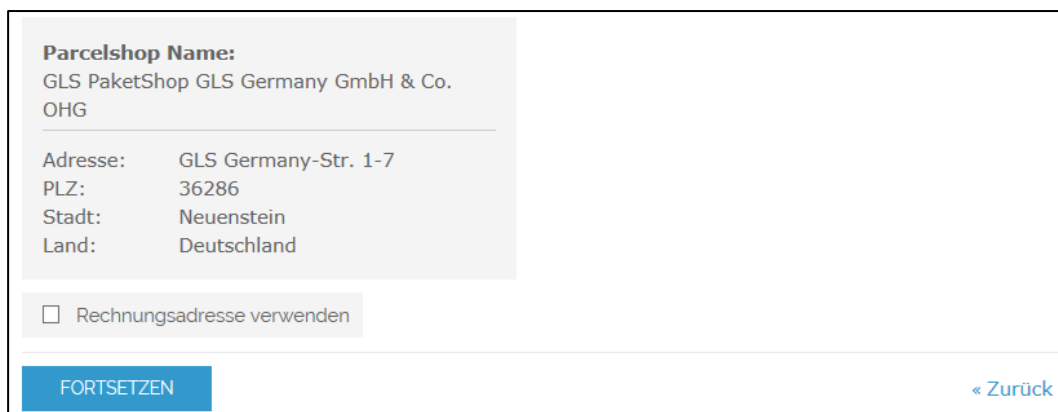 Parcelshop Name:
GLS PaketShop GLS Germany GmbH & Co.
OHG
Adresse: GLS Germany-Str. 1-7
PLZ: 36286
Stadt: Neuenstein
Land: Deutschland
Rechnungsadresse verwenden
FORTSETZEN « Zurück